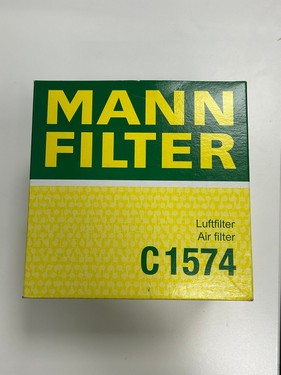 MANN
FILTER
Luftfilter
Air filter
C 1574